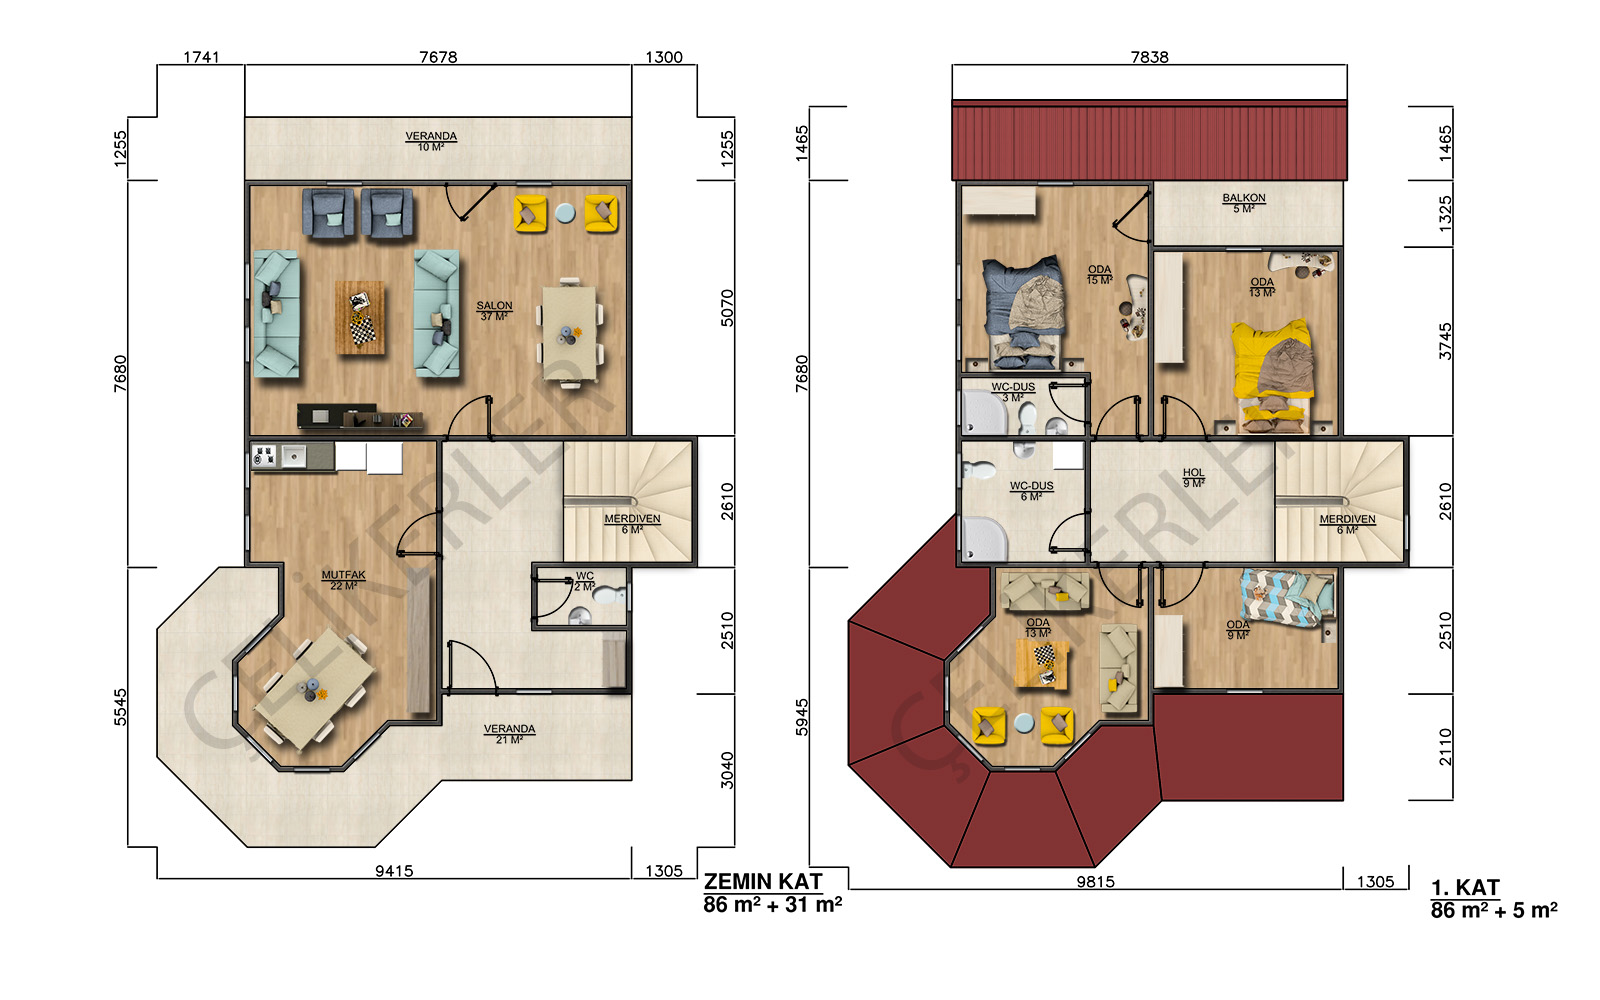 1741
7678
1300
1255
VERANDA
10 M²
1255
7680
SALON
37 M²
5070
2610
MERDIVEN
6 M²
MUTFAK
22 M²
WC
2 M²
2510
5545
VERANDA
21 M²
3040
9415
1305
ZEMIN KAT
86 m² + 31 m²
ÇELİKERLER
7838
1465
1465
BALKON
5 M²
1325
ODA
15 M²
ODA
13 M²
3745
7680
WC-DUS
3 M²
HOL
9 M²
WC-DUS
6 M²
MERDIVEN
6 M²
2610
ODA
13 M²
ODA
9 M²
2510
5945
2110
9815
1305
1. KAT
86 m² + 5 m²
ÇELİKERLER